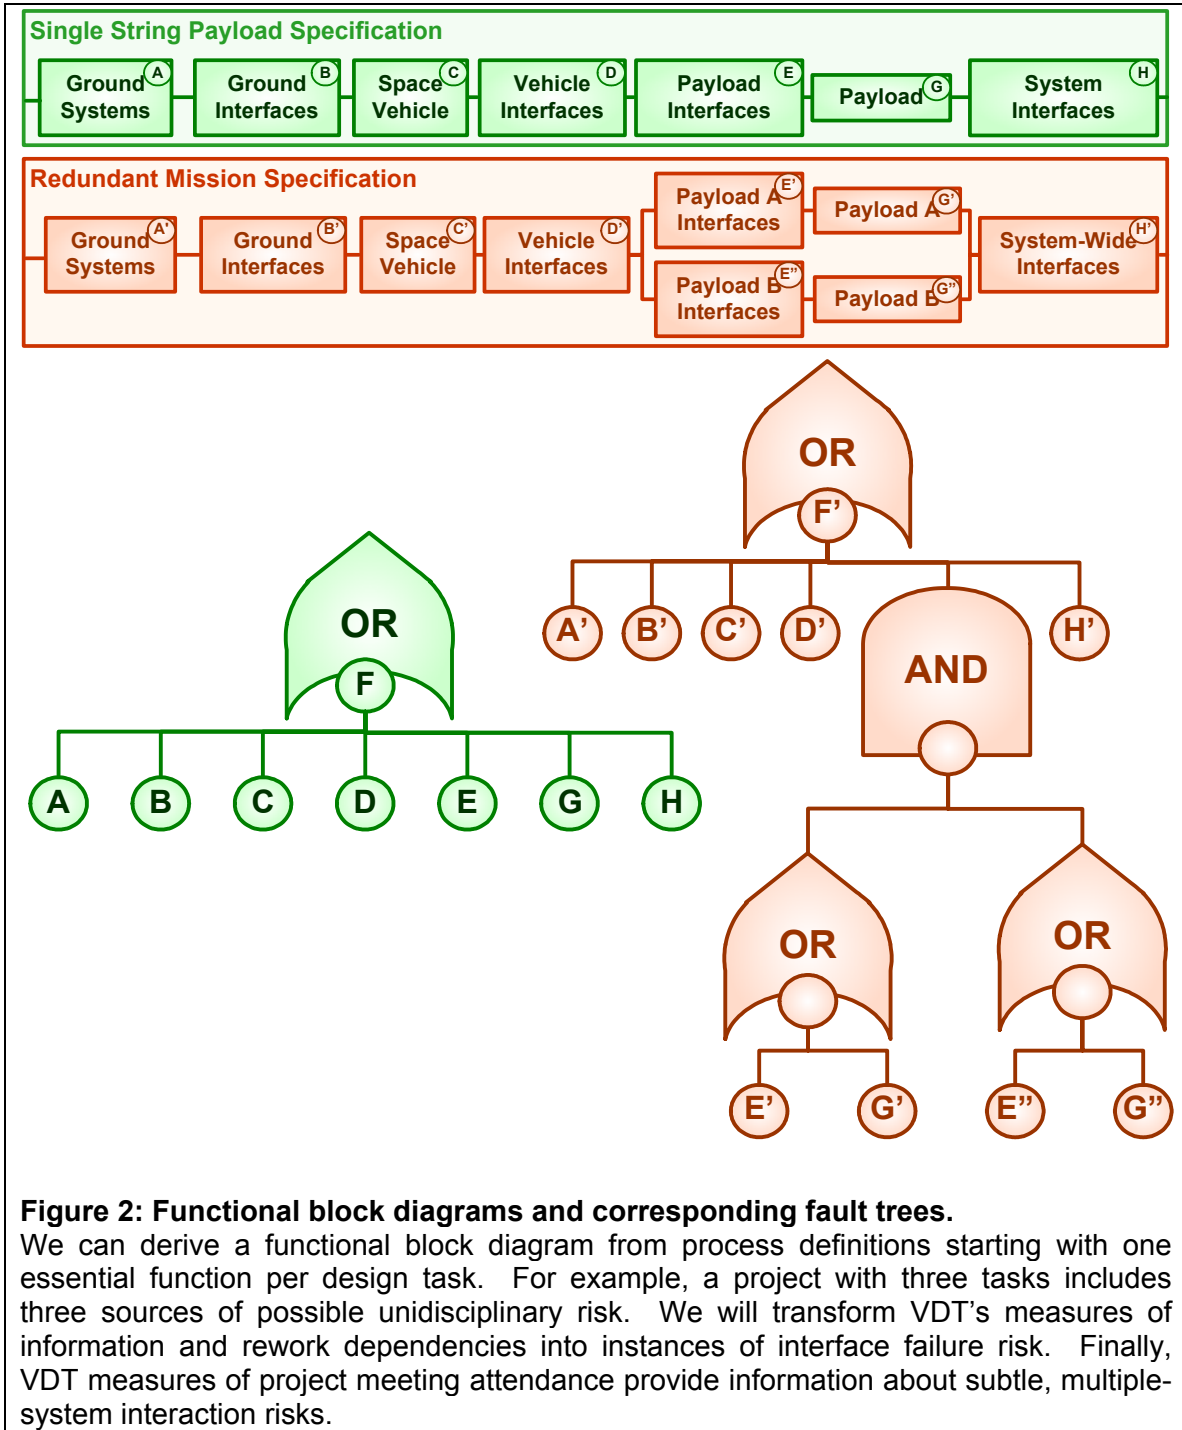 Single String Payload Specification
Ground Systems A
Ground Interfaces B
Space Vehicle C
Vehicle Interfaces D
Payload Interfaces E
Payload G
System Interfaces H
Redundant Mission Specification
Ground Systems A'
Ground Interfaces B'
Space Vehicle C'
Vehicle Interfaces D'
Payload A Interfaces E'
Payload A G'
Payload B Interfaces E”
Payload B G”
System-Wide Interfaces H'
OR
F’
A’ B’ C’ D’ H’
AND
OR
F
A B C D E G H
OR
OR
E’ G’ E” G”
Figure 2: Functional block diagrams and corresponding fault trees.
We can derive a functional block diagram from process definitions starting with one
essential function per design task. For example, a project with three tasks includes
three sources of possible unidisciplinary risk. We will transform VDT’s measures of
information and rework dependencies into instances of interface failure risk. Finally,
VDT measures of project meeting attendance provide information about subtle, multiple-
system interaction risks.